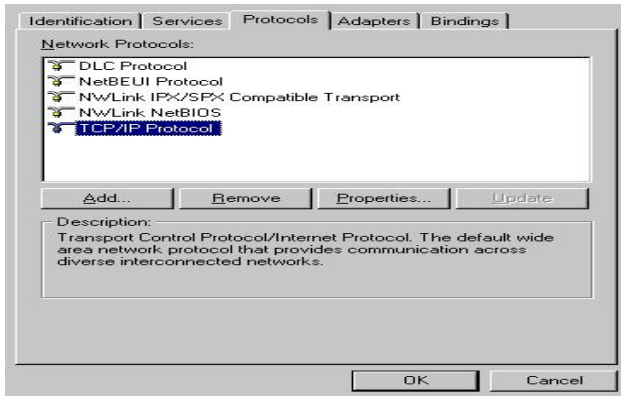 Identification Services Protocols Adapters Bindings
Network Protocols:
DLC Protocol
NetBEUI Protocol
NWLink IPX/SPX Compatible Transport
NWLink NetBIOS
TCP/IP Protocol
Add... Remove Properties... Update
Description:
Transport Control Protocol/Internet Protocol. The default wide
area network protocol that provides communication across
diverse interconnected networks.
OK Cancel